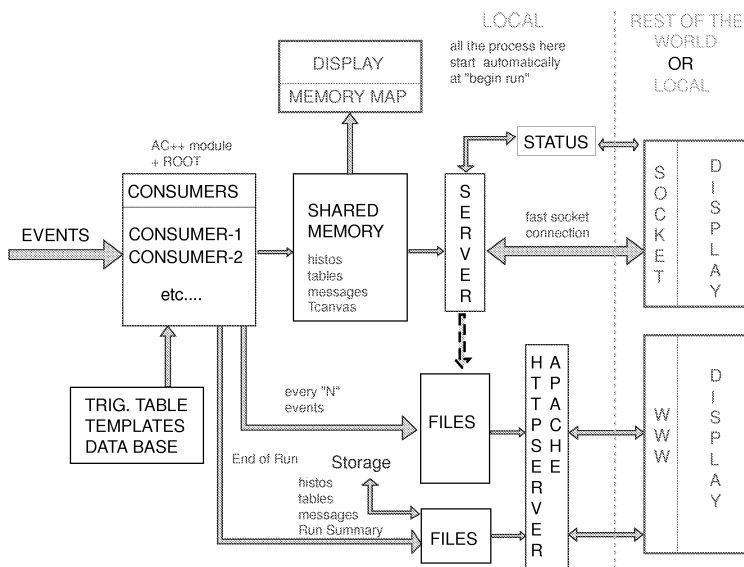 LOCAL
all the process here
start automatically
at "begin run"
REST OF THE
WORLD
OR
LOCAL
DISPLAY
MEMORY MAP
AC++ module
+ ROOT
CONSUMERS
CONSUMER-1
CONSUMER-2
etc....
EVENTS
SHARED
MEMORY
histos
tables
messages
Tcanvas
SERVER
STATUS
fast socket
connection
SOCKET
DISPLAY
TRIG. TABLE
TEMPLATES
DATA BASE
every "N"
events
FILES
End of Run
Storage
histos
tables
messages
Run Summary
FILES
HTTPSERVER
APACHE
WWW
DISPLAY